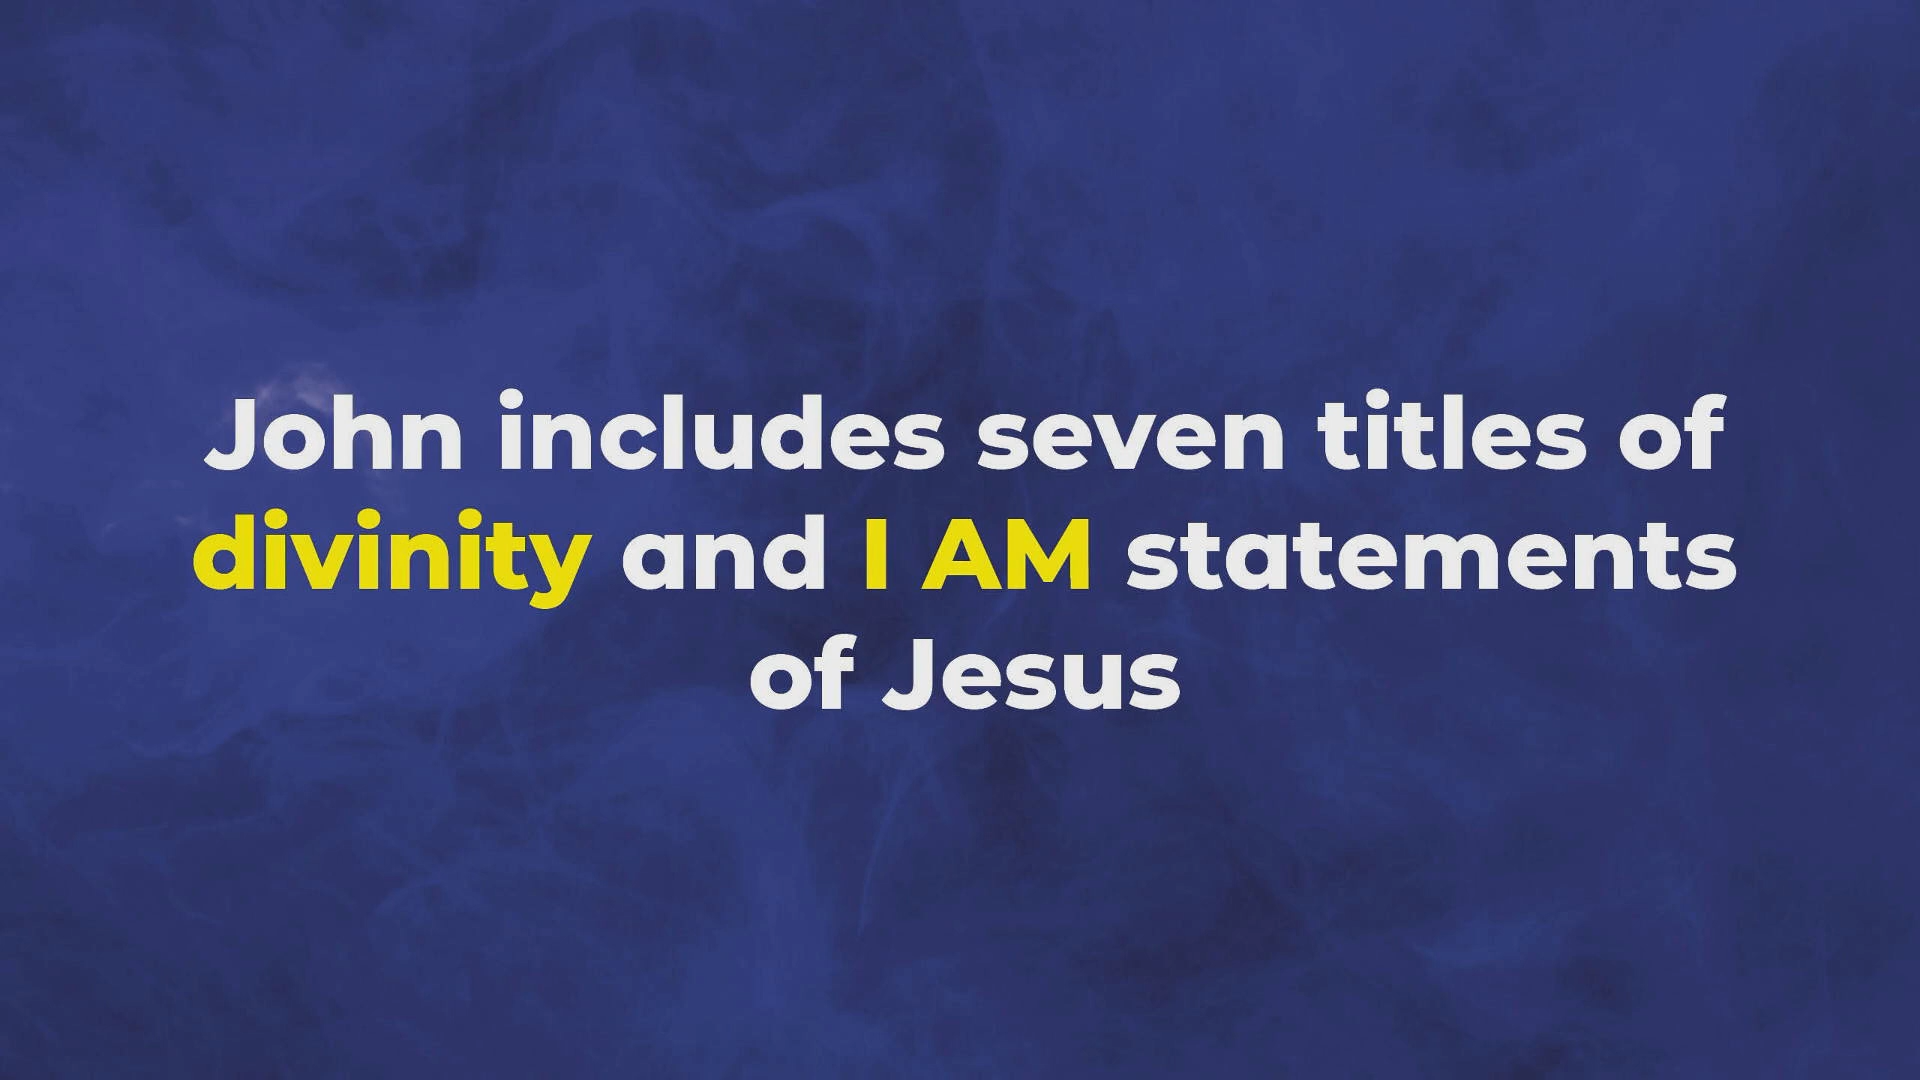 John includes seven titles of
divinity and I AM statements
of Jesus